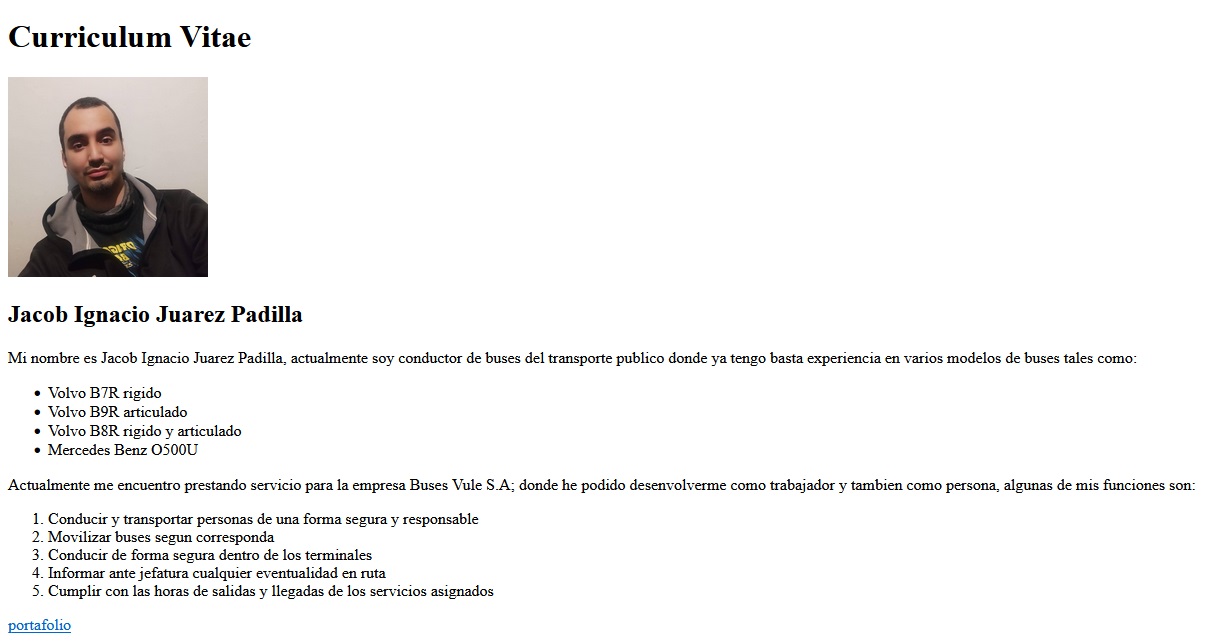 Curriculum Vitae
Jacob Ignacio Juarez Padilla
Mi nombre es Jacob Ignacio Juarez Padilla, actualmente soy conductor de buses del transporte publico donde ya tengo basta experiencia en varios modelos de buses tales como:
• Volvo B7R rigido
• Volvo B9R articulado
• Volvo B8R rigido y articulado
• Mercedes Benz O500U
Actualmente me encuentro prestando servicio para la empresa Buses Vule S.A; donde he podido desenvolverme como trabajador y tambien como persona, algunas de mis funciones son:
1. Conducir y transportar personas de una forma segura y responsable
2. Movilizar buses segun corresponda
3. Conducir de forma segura dentro de los terminales
4. Informar ante jefatura cualquier eventualidad en ruta
5. Cumplir con las horas de salidas y llegadas de los servicios asignados
portafolio